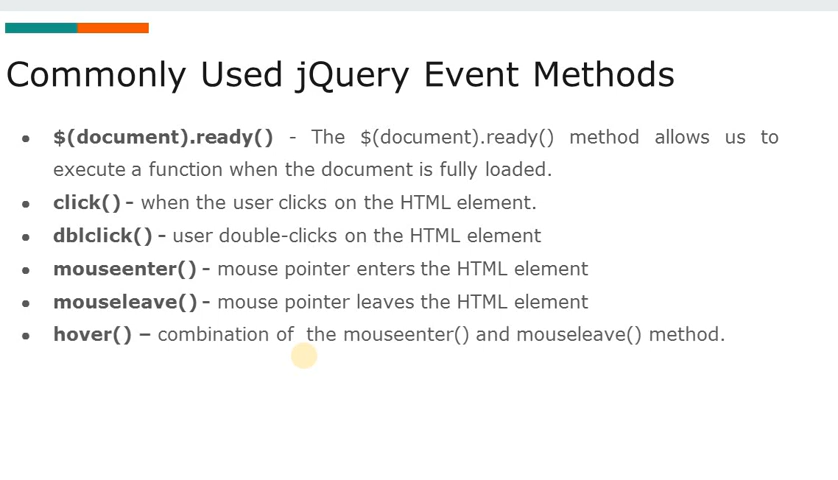 Commonly Used jQuery Event Methods
• $(document).ready() - The $(document).ready() method allows us to
execute a function when the document is fully loaded.
• click() - when the user clicks on the HTML element.
• dblclick() - user double-clicks on the HTML element
• mouseenter() - mouse pointer enters the HTML element
• mouseleave() - mouse pointer leaves the HTML element
• hover() – combination of the mouseenter() and mouseleave() method.